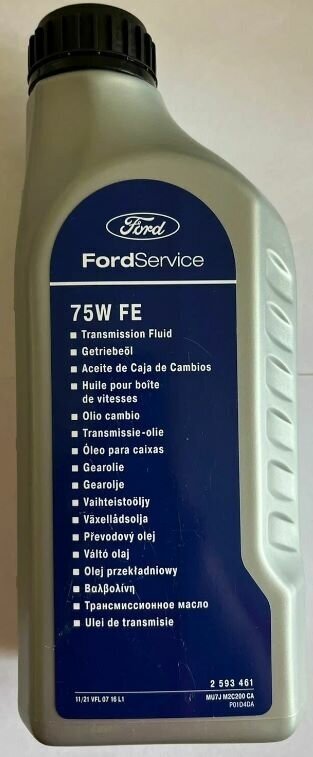 Ford
FordService
75W FE
■ Transmission Fluid
■ Getriebeöl
■ Aceite de Caja de Cambios
■ Huile pour boîte
de vitesses
■ Olio cambio
■ Transmissie-olie
■ Óleo para caixas
■ Gearolie
■ Gearolje
■ Vaihteistoöljy
■ Växellådsolja
■ Převodový olej
■ Váltó olaj
■ Olej przekładniowy
■ Βαλβολίνη
■ Трансмиссионное масло
■ Ulei de transmisie
2 593 461
11/21 VFL 07 16 L1
MU7J M2C200 CA
P01D4DA